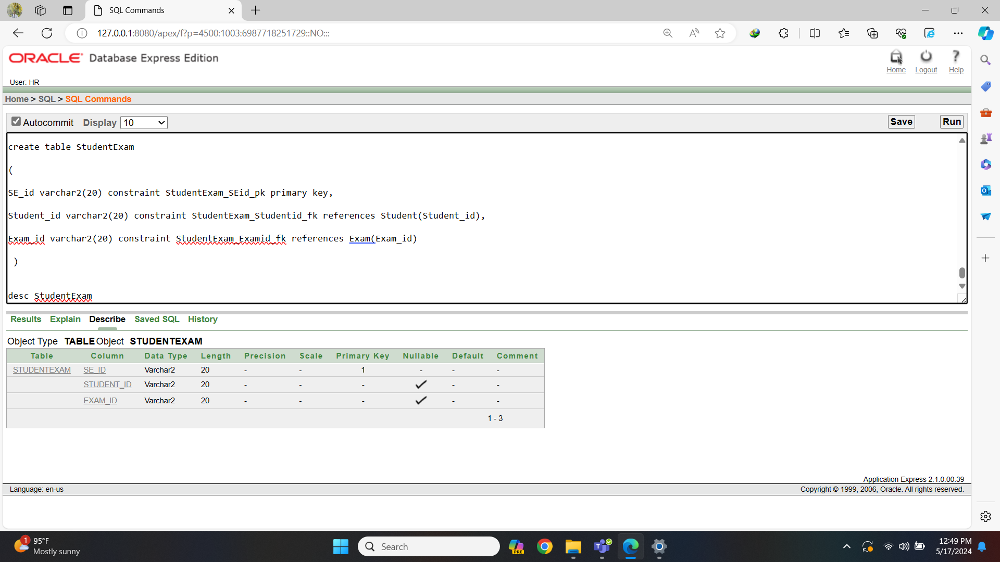 SQL Commands
127.0.0.1:8080/apex/f?p=4500:1003:6987718251729::NO:::
ORACLE Database Express Edition
Home Logout Help
User: HR
Home > SQL > SQL Commands
Autocommit Display 10 Save Run
create table StudentExam
(
SE_id varchar2(20) constraint StudentExam_SEid_pk primary key,
Student_id varchar2(20) constraint StudentExam_Studentid_fk references Student(Student_id),
Exam_id varchar2(20) constraint StudentExam_Examid_fk references Exam(Exam_id)
)
desc StudentExam
Results Explain Describe Saved SQL History
Object Type TABLE Object STUDENTEXAM
Table Column Data Type Length Precision Scale Primary Key Nullable Default Comment
STUDENTEXAM SE_ID Varchar2 20 - - 1 - - -
STUDENT_ID Varchar2 20 - - - - -
EXAM_ID Varchar2 20 - - - - -
1 - 3
Application Express 2.1.0.00.39
Language: en-us Copyright © 1999, 2006, Oracle. All rights reserved.
1 95°F
Mostly sunny
Search
PRE
12:49 PM
5/17/2024